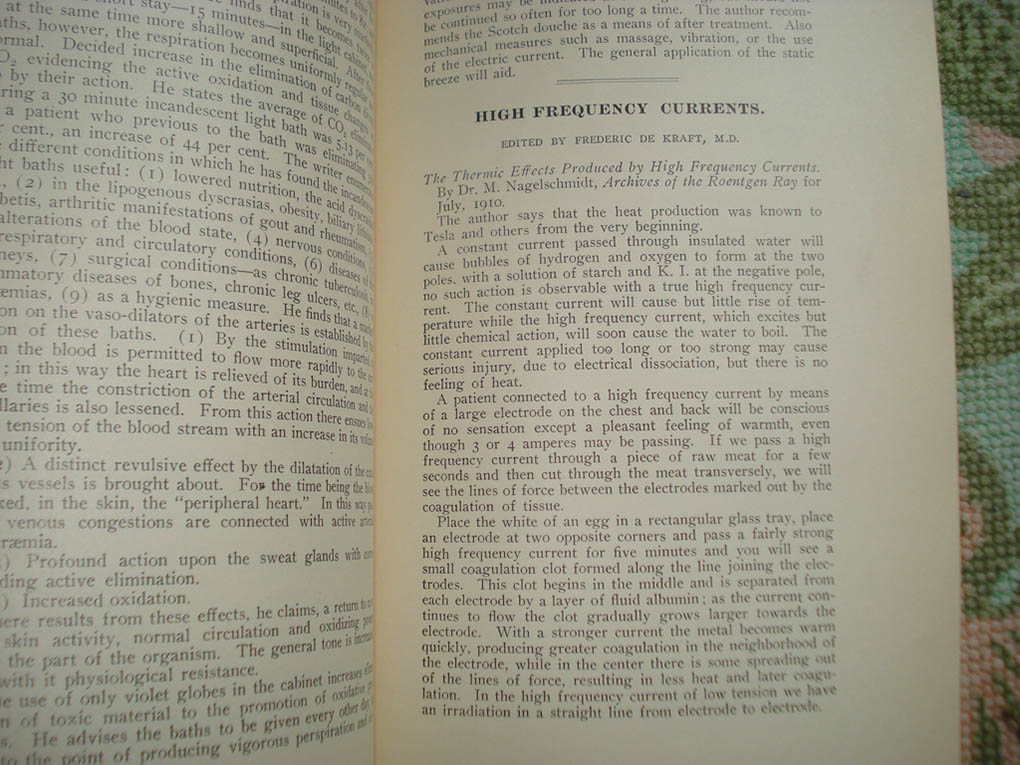 short stay—15 minutes—in the light cabinet
at the same time more shallow and superficial. After
however, the respiration becomes uniformly regular
Decided increase in the elimination of carbon
evidencing the active oxidation and tissue changes
by their action. He states the average of CO₂
a 30 minute incandescent light bath was 5.13 per
a patient who previous to the bath was eliminating
cent., an increase of 44 per cent. The writer
different conditions in which he has found the
baths useful: (1) lowered nutrition, the acid
(2) in the lipogenous dyscrasias, obesity, biliary
arthritic manifestations of gout and rheumatism,
alterations of the blood state, (4) nervous conditions,
respiratory and circulatory conditions, (6) diseases of
(7) surgical conditions—as chronic tuberculosis,
diseases of bones, chronic leg ulcers, etc., (8)
(9) as a hygienic measure. He finds that a
on the vaso-dilators of the arteries is established by
of these baths. (1) By the stimulation imparted
the blood is permitted to flow more rapidly to the
; in this way the heart is relieved of its burden, and at
time the constriction of the arterial circulation and
is also lessened. From this action there ensues
tension of the blood stream with an increase in its
unifority.
) A distinct revulsive effect by the dilatation of the
vessels is brought about. For the time being the
in the skin, the "peripheral heart." In this way
venous congestions are connected with active
) Profound action upon the sweat glands with
active elimination.
) Increased oxidation.
results from these effects, he claims, a return to
skin activity, normal circulation and oxidizing
the part of the organism. The general tone is
with it physiological resistance.
use of only violet globes in the cabinet increases
of toxic material to the promotion of oxidative
He advises the baths to be given every other day
to the point of producing vigorous perspiration and
exposures may be
be continued so often for too long a time. The author recom-
mends the Scotch douche as a means of after treatment. Also
mechanical measures such as massage, vibration, or the use
of the electric current. The general application of the static
breeze will aid.
HIGH FREQUENCY CURRENTS.
EDITED BY FREDERIC DE KRAFT, M.D.
The Thermic Effects Produced by High Frequency Currents.
By Dr. M. Nagelschmidt, Archives of the Roentgen Ray for
July, 1910.
The author says that the heat production was known to
Tesla and others from the very beginning.
A constant current passed through insulated water will
cause bubbles of hydrogen and oxygen to form at the two
poles. with a solution of starch and K. I. at the negative pole,
no such action is observable with a true high frequency cur-
rent. The constant current will cause but little rise of tem-
perature while the high frequency current, which excites but
little chemical action, will soon cause the water to boil. The
constant current applied too long or too strong may cause
serious injury, due to electrical dissociation, but there is no
feeling of heat.
A patient connected to a high frequency current by means
of a large electrode on the chest and back will be conscious
of no sensation except a pleasant feeling of warmth, even
though 3 or 4 amperes may be passing. If we pass a high
frequency current through a piece of raw meat for a few
seconds and then cut through the meat transversely, we will
see the lines of force between the electrodes marked out by the
coagulation of tissue.
Place the white of an egg in a rectangular glass tray, place
an electrode at two opposite corners and pass a fairly strong
high frequency current for five minutes and you will see a
small coagulation clot formed along the line joining the elec-
trodes. This clot begins in the middle and is separated from
each electrode by a layer of fluid albumin; as the current con-
tinues to flow the clot gradually grows larger towards the
electrode. With a stronger current the metal becomes warm
quickly, producing greater coagulation in the neighborhood of
the electrode, while in the center there is some spreading out
of the lines of force, resulting in less heat and later coagu-
lation. In the high frequency current of low tension we have
an irradiation in a straight line from electrode to electrode.